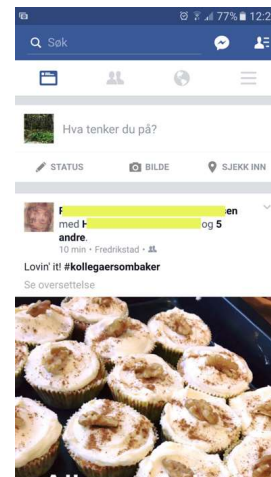 77% 12:2
Søk
Hva tenker du på?
STATUS BILDE SJEKK INN
en
med H og 5
andre.
10 min • Fredrikstad •
Lovin' it! #kollegaersombaker
Se oversettelse